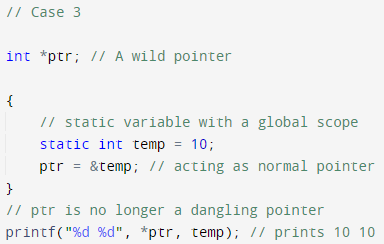 // Case 3
int *ptr; // A wild pointer
{
// static variable with a global scope
static int temp = 10;
ptr = &temp; // acting as normal pointer
}
// ptr is no longer a dangling pointer
printf("%d %d", *ptr, temp); // prints 10 10